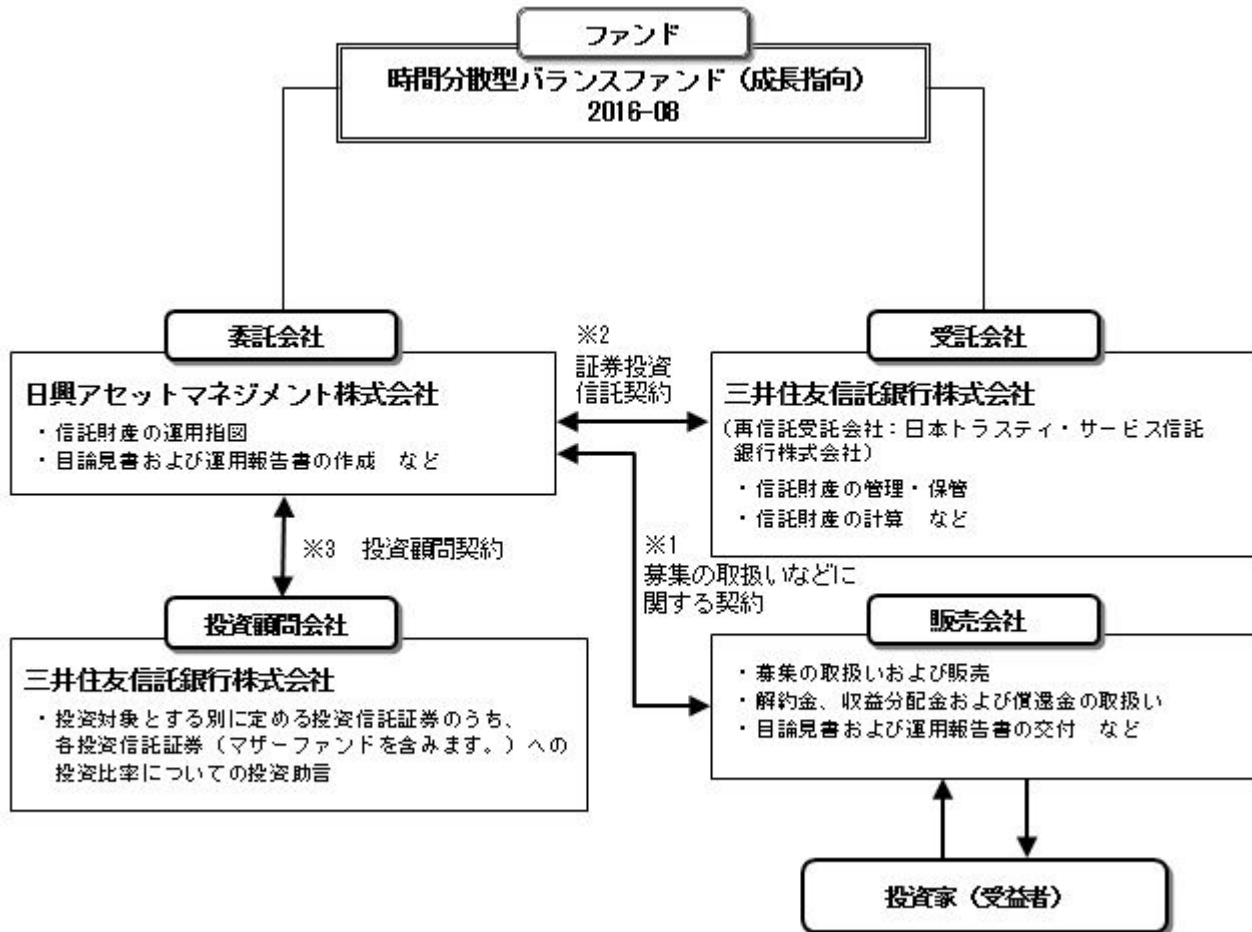 ファンド
時間分散型バランスファンド（成長指向）
2016-08
委託会社
日興アセットマネジメント株式会社
・信託財産の運用指図
・目論見書および運用報告書の作成　など
※2
証券投資
信託契約
受託会社
三井住友信託銀行株式会社
（再信託受託会社：日本トラスティ・サービス信託
銀行株式会社）
・信託財産の管理・保管
・信託財産の計算　など
※3　投資顧問契約
※1
募集の取扱いなどに
関する契約
投資顧問会社
三井住友信託銀行株式会社
・投資対象とする別に定める投資信託証券のうち、
各投資信託証券（マザーファンドを含みます。）への
投資比率についての投資助言
販売会社
・募集の取扱いおよび販売
・解約金、収益分配金および償還金の取扱い
・目論見書および運用報告書の交付　など
投資家（受益者）